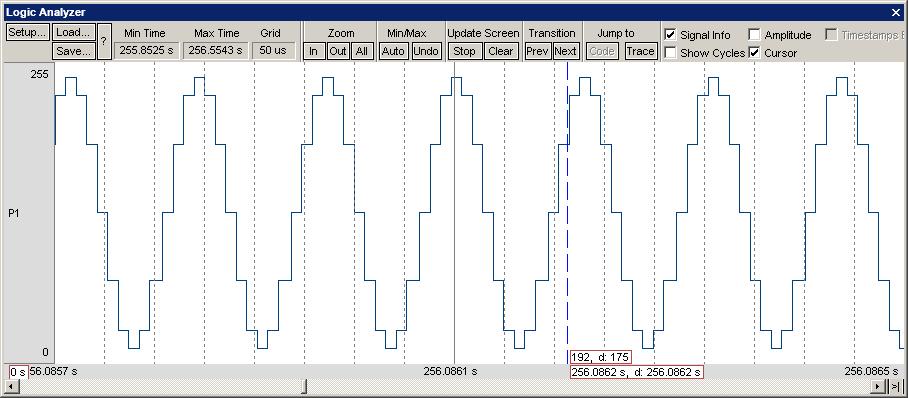 Logic Analyzer
Setup... Load... Save... ?
Min Time Max Time Grid
255.8525 s 256.5543 s 50 us
Zoom
In Out All
Min/Max
Auto Undo
Update Screen
Stop Clear
Transition
Prev Next
Jump to
Code Trace
Signal Info Amplitude Timestamps E
Show Cycles Cursor
255
P1
0
192, d: 175
0 s 56.0857 s 256.0861 s 256.0862 s, d: 256.0862 s 256.0865 s
>|